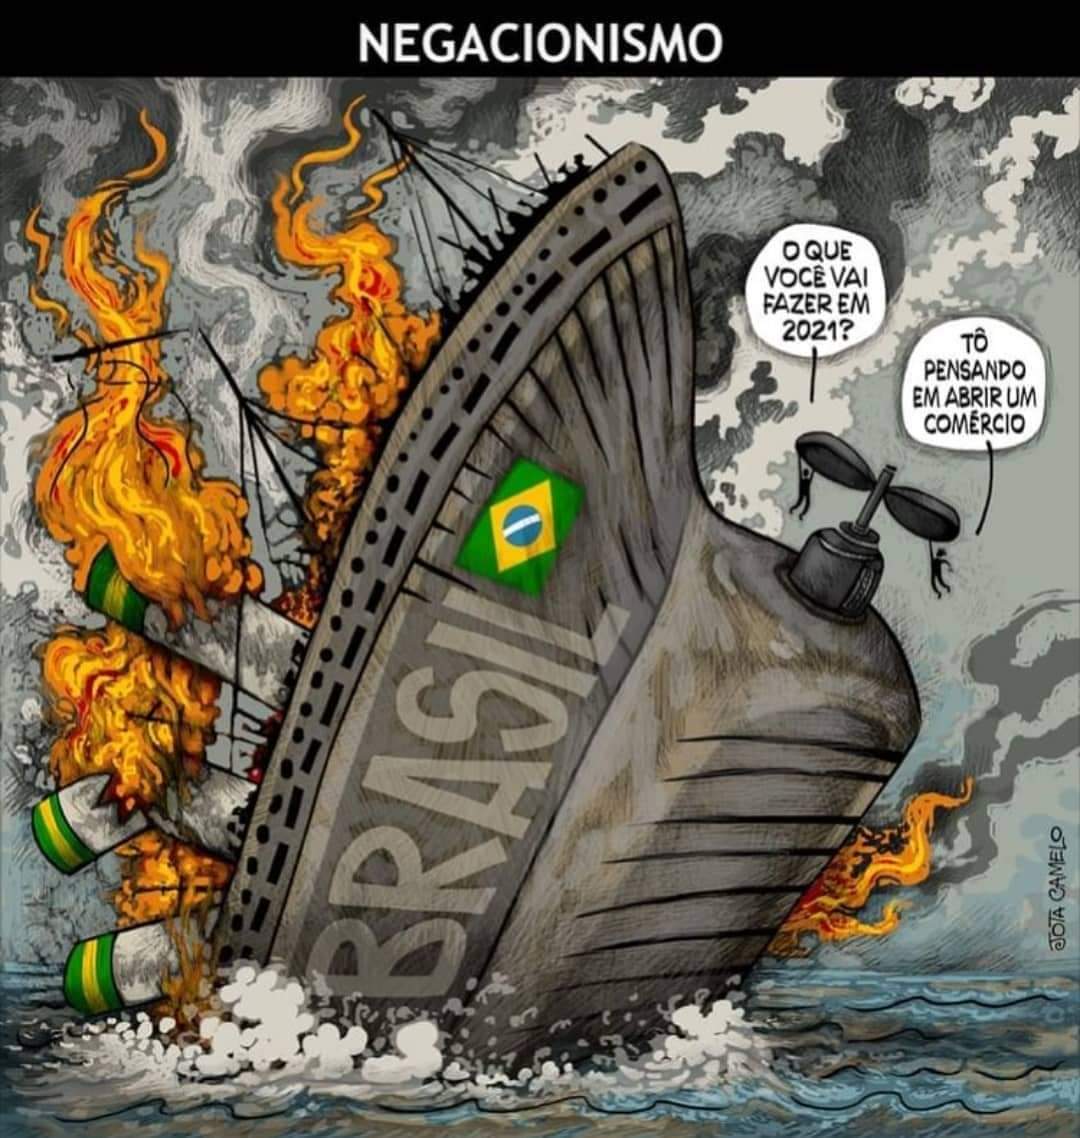 NEGACIONISMO
O QUE
VOCÊ VAI
FAZER EM
2021?
TÔ
PENSANDO
EM ABRIR UM
COMÉRCIO
BRASIL
JOTA CAMELO